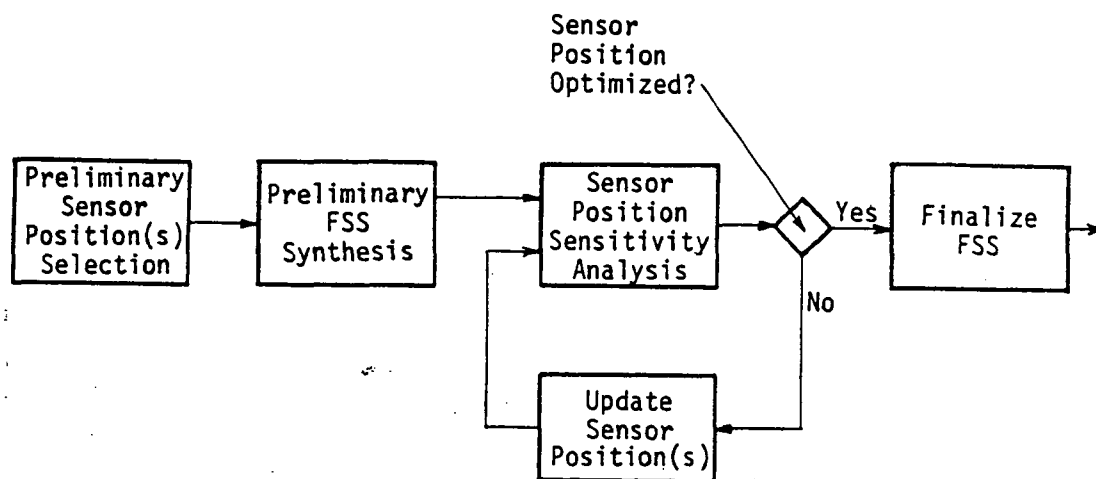 Sensor
Position
Optimized?
Preliminary
Sensor
Position(s)
Selection
Preliminary
FSS
Synthesis
Sensor
Position
Sensitivity
Analysis
Yes
Finalize
FSS
No
Update
Sensor
Position(s)